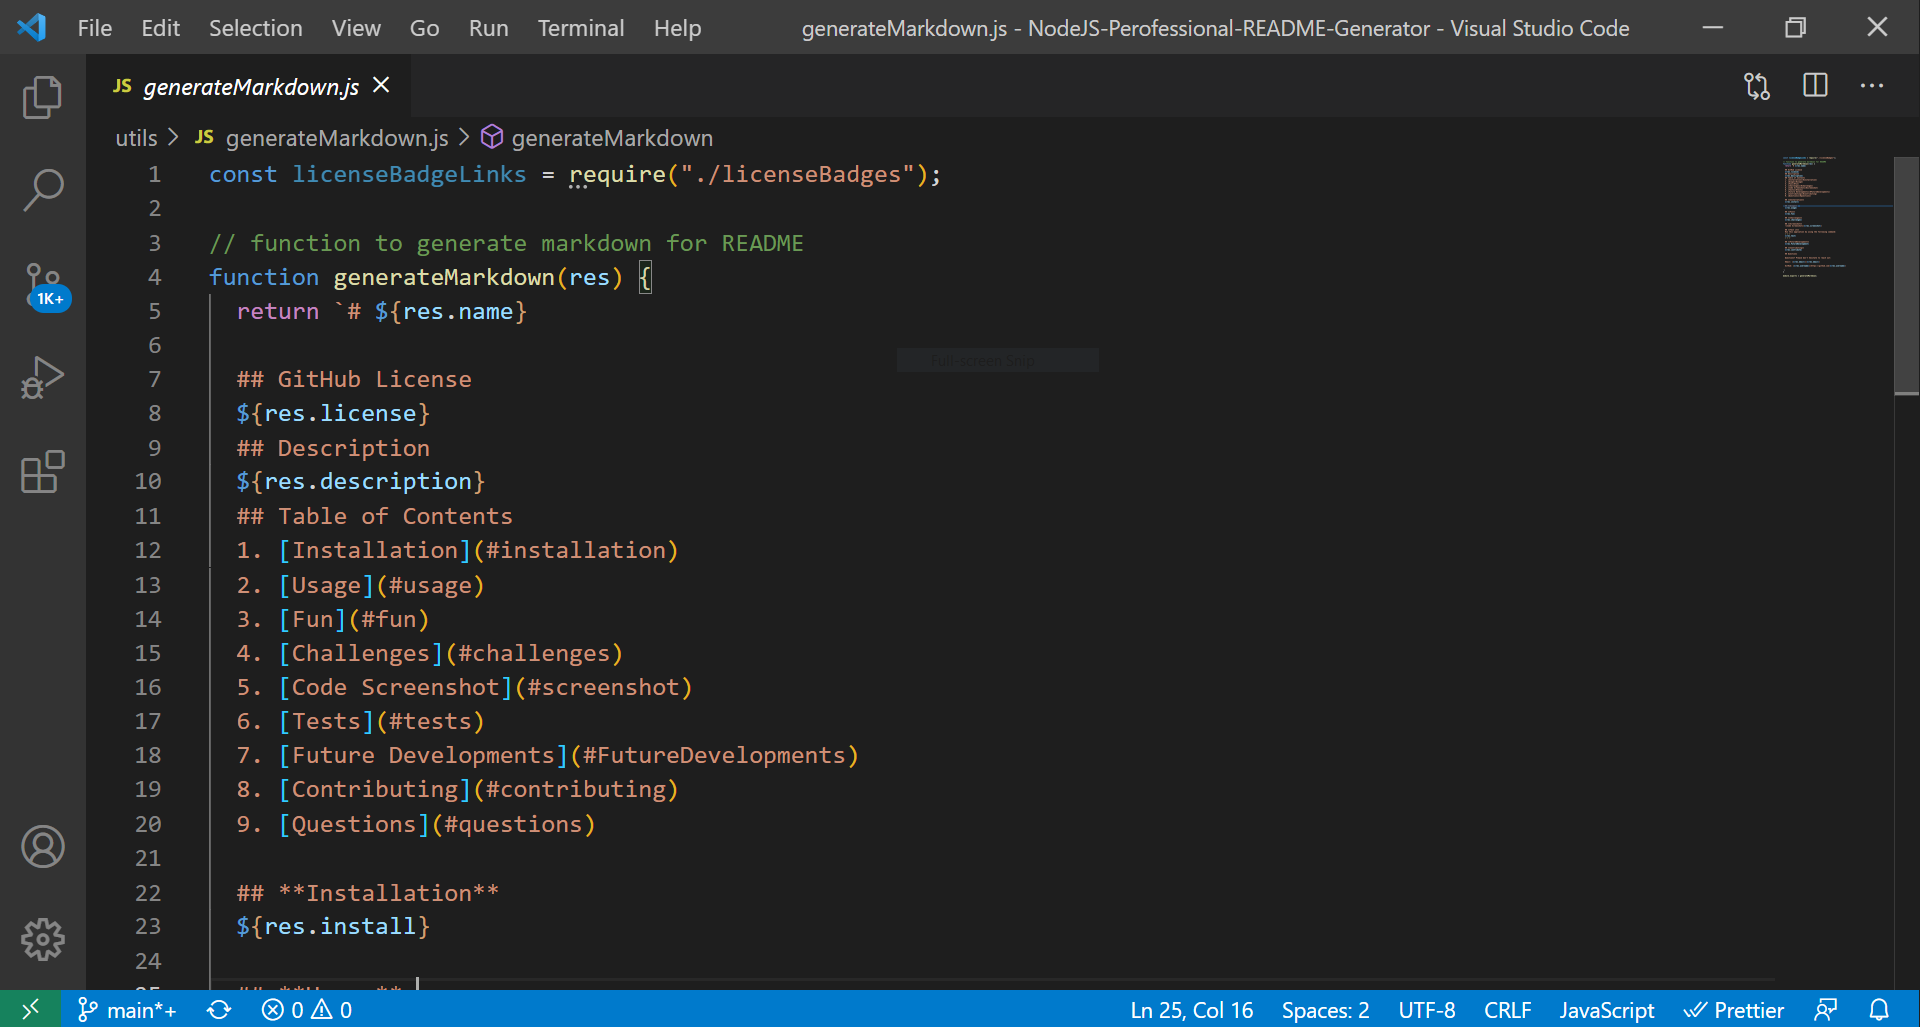 File Edit Selection View Go Run Terminal Help generateMarkdown.js - NodeJS-Perofessional-README-Generator - Visual Studio Code
JS generateMarkdown.js
utils > JS generateMarkdown.js > generateMarkdown
1 const licenseBadgeLinks = require("./licenseBadges");
2
3 // function to generate markdown for README
4 function generateMarkdown(res) {
5 return `# ${res.name}
6
Full-screen Snip
7 ## GitHub License
8 ${res.license}
9 ## Description
10 ${res.description}
11 ## Table of Contents
12 1. [Installation](#installation)
13 2. [Usage](#usage)
14 3. [Fun](#fun)
15 4. [Challenges](#challenges)
16 5. [Code Screenshot](#screenshot)
17 6. [Tests](#tests)
18 7. [Future Developments](#FutureDevelopments)
19 8. [Contributing](#contributing)
20 9. [Questions](#questions)
21
22 ## **Installation**
23 ${res.install}
24
1K+
main*+ 0 0 Ln 25, Col 16 Spaces: 2 UTF-8 CRLF JavaScript Prettier